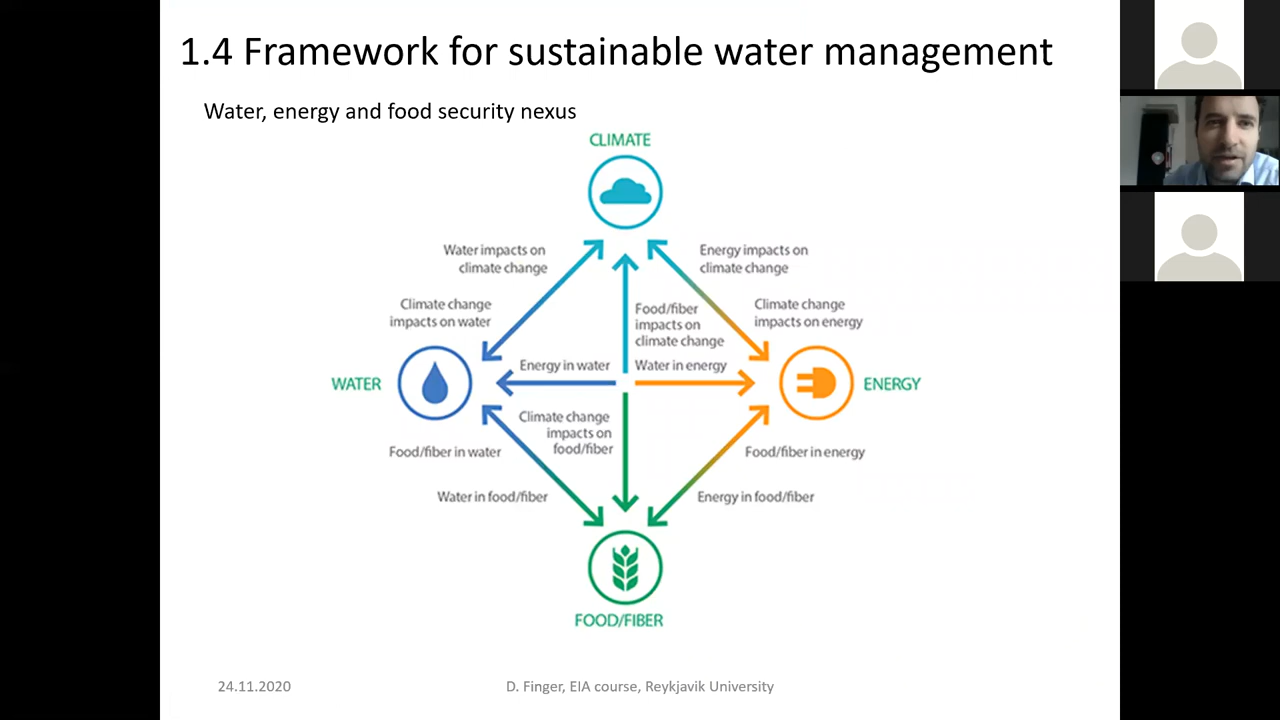 1.4 Framework for sustainable water management
Water, energy and food security nexus
CLIMATE
Water impacts on
climate change
Energy impacts on
climate change
Climate change
impacts on water
Food/fiber
impacts on
climate change
Climate change
impacts on energy
Energy in water
Water in energy
WATER
ENERGY
Climate change
impacts on
food/fiber
Food/fiber in water
Food/fiber in energy
Water in food/fiber
Energy in food/fiber
FOOD/FIBER
24.11.2020
D. Finger, EIA course, Reykjavik University